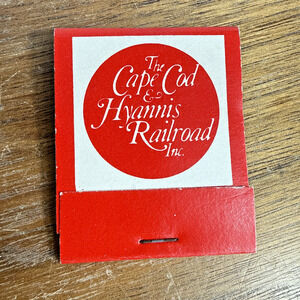 The
Cape Cod
&
Hyannis
Railroad
Inc.